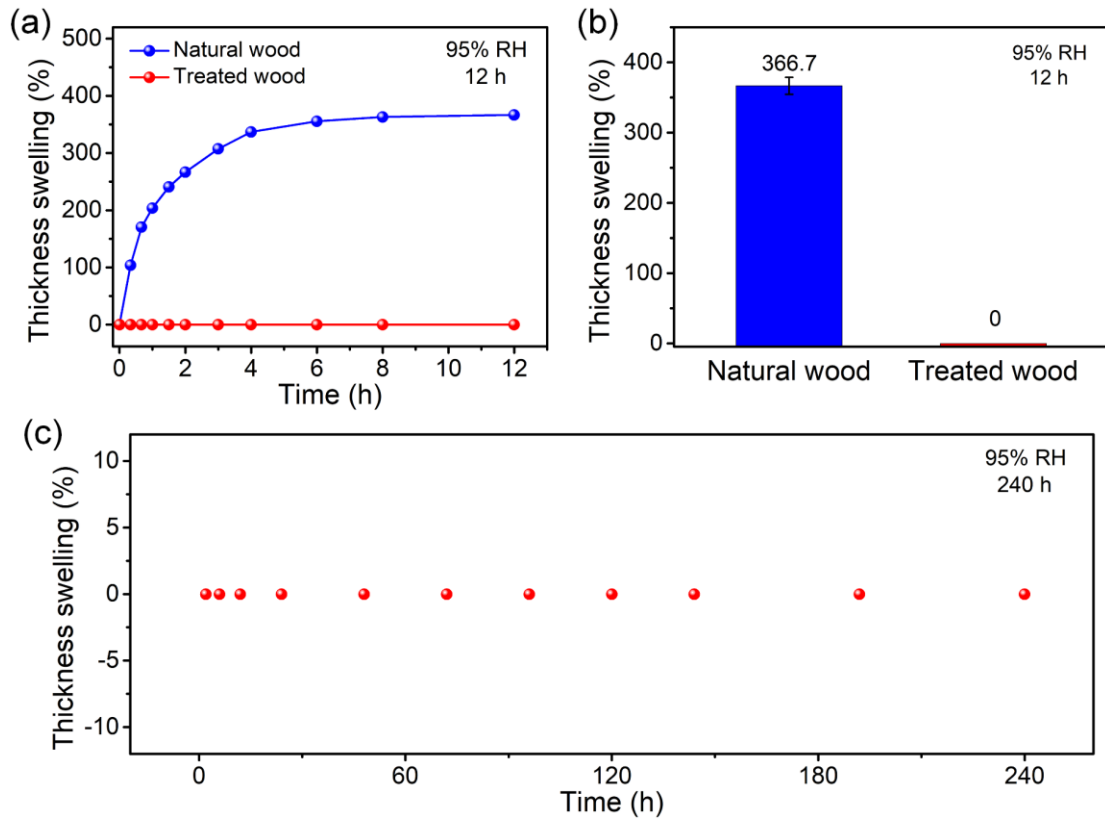 (a)
500
400
300
200
100
0
Thickness swelling (%)
Natural wood
Treated wood
95% RH
12 h
0 2 4 6 8 10 12
Time (h)
(b)
400
300
200
100
0
Thickness swelling (%)
366.7
0
95% RH
12 h
Natural wood Treated wood
(c)
10
5
0
-5
-10
Thickness swelling (%)
95% RH
240 h
0 60 120 180 240
Time (h)